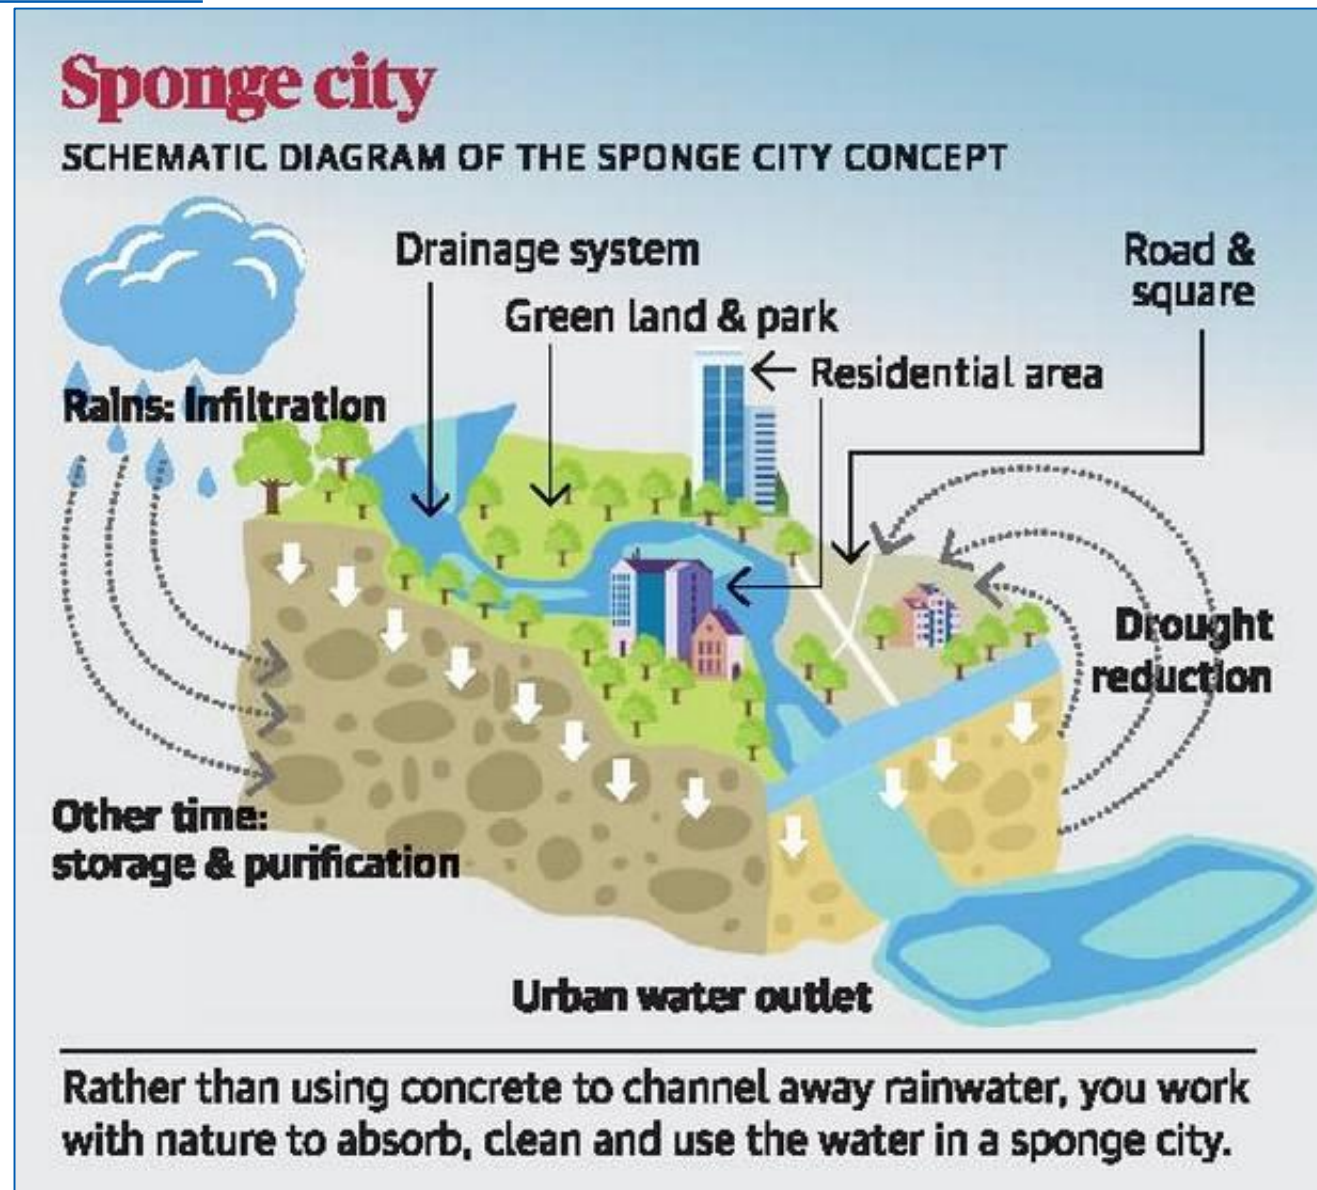 Sponge city
SCHEMATIC DIAGRAM OF THE SPONGE CITY CONCEPT
Drainage system
Road &
square
Green land & park
Residential area
Rains: Infiltration
Drought
reduction
Other time:
storage & purification
Urban water outlet
Rather than using concrete to channel away rainwater, you work
with nature to absorb, clean and use the water in a sponge city.